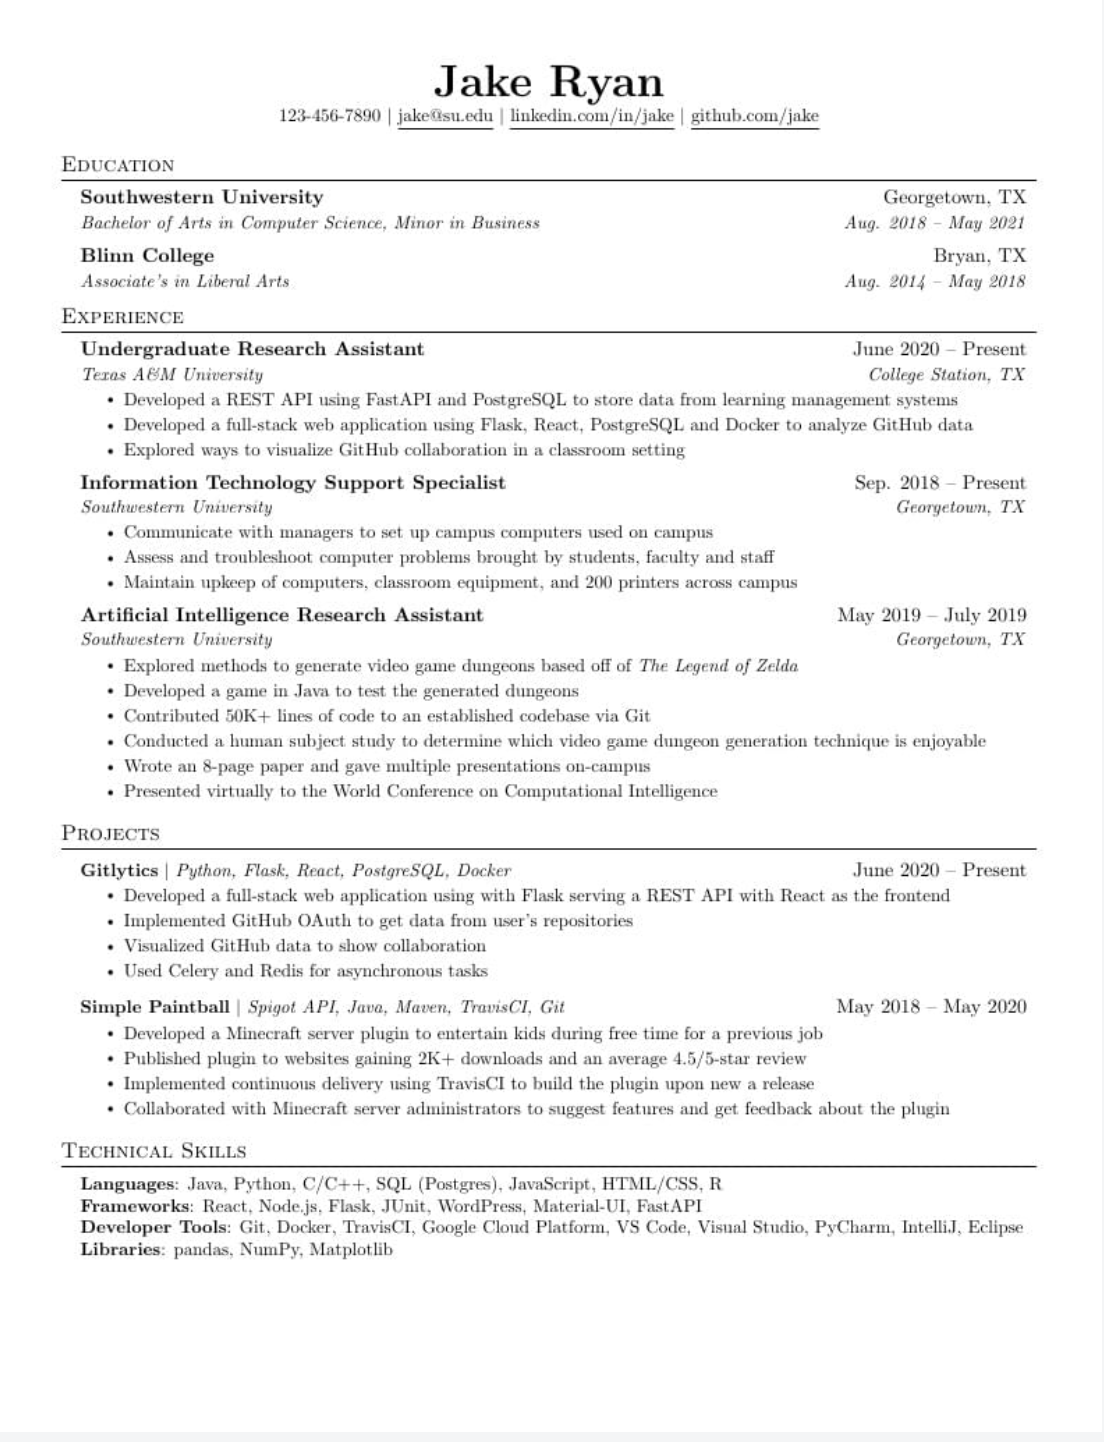 Jake Ryan
123-456-7890 | jake@su.edu | linkedin.com/in/jake | github.com/jake
Education
Southwestern University Georgetown, TX
Bachelor of Arts in Computer Science, Minor in Business Aug. 2018 – May 2021
Blinn College Bryan, TX
Associate's in Liberal Arts Aug. 2014 – May 2018
Experience
Undergraduate Research Assistant June 2020 – Present
Texas A&M University College Station, TX
• Developed a REST API using FastAPI and PostgreSQL to store data from learning management systems
• Developed a full-stack web application using Flask, React, PostgreSQL and Docker to analyze GitHub data
• Explored ways to visualize GitHub collaboration in a classroom setting
Information Technology Support Specialist Sep. 2018 – Present
Southwestern University Georgetown, TX
• Communicate with managers to set up campus computers used on campus
• Assess and troubleshoot computer problems brought by students, faculty and staff
• Maintain upkeep of computers, classroom equipment, and 200 printers across campus
Artificial Intelligence Research Assistant May 2019 – July 2019
Southwestern University Georgetown, TX
• Explored methods to generate video game dungeons based off of The Legend of Zelda
• Developed a game in Java to test the generated dungeons
• Contributed 50K+ lines of code to an established codebase via Git
• Conducted a human subject study to determine which video game dungeon generation technique is enjoyable
• Wrote an 8-page paper and gave multiple presentations on-campus
• Presented virtually to the World Conference on Computational Intelligence
Projects
Gitlytics | Python, Flask, React, PostgreSQL, Docker June 2020 – Present
• Developed a full-stack web application using with Flask serving a REST API with React as the frontend
• Implemented GitHub OAuth to get data from user's repositories
• Visualized GitHub data to show collaboration
• Used Celery and Redis for asynchronous tasks
Simple Paintball | Spigot API, Java, Maven, TravisCI, Git May 2018 – May 2020
• Developed a Minecraft server plugin to entertain kids during free time for a previous job
• Published plugin to websites gaining 2K+ downloads and an average 4.5/5-star review
• Implemented continuous delivery using TravisCI to build the plugin upon new a release
• Collaborated with Minecraft server administrators to suggest features and get feedback about the plugin
Technical Skills
Languages: Java, Python, C/C++, SQL (Postgres), JavaScript, HTML/CSS, R
Frameworks: React, Node.js, Flask, JUnit, WordPress, Material-UI, FastAPI
Developer Tools: Git, Docker, TravisCI, Google Cloud Platform, VS Code, Visual Studio, PyCharm, IntelliJ, Eclipse
Libraries: pandas, NumPy, Matplotlib